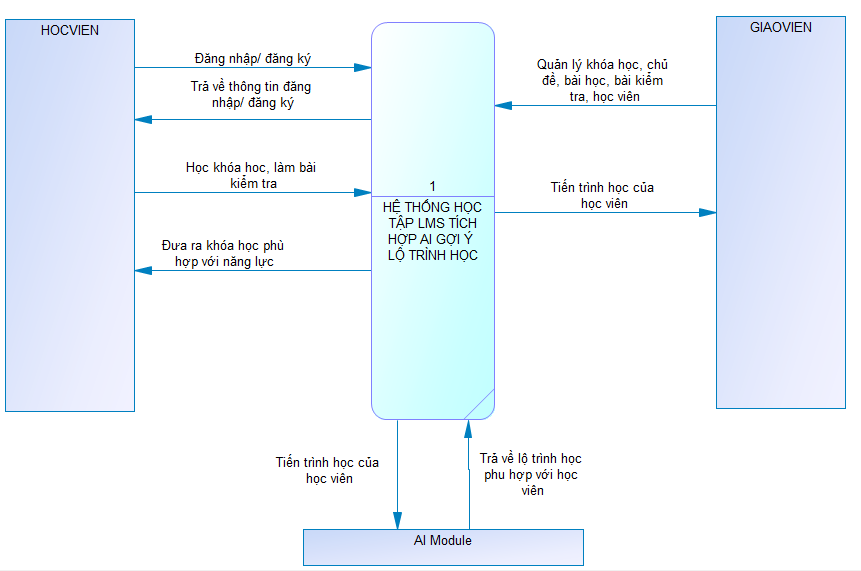 HOCVIEN
GIAOVIEN
Đăng nhập/ đăng ký
Trả về thông tin đăng
nhập/ đăng ký
Quản lý khóa học, chủ
đề, bài học, bài kiểm
tra, học viên
Học khóa hoc, làm bài
kiểm tra
Tiến trình học của
học viên
1
HỆ THỐNG HỌC
TẬP LMS TÍCH
HỢP AI GỢI Ý
LỘ TRÌNH HỌC
Đưa ra khóa học phù
hợp với năng lực
Tiến trình học của
học viên
Trả về lộ trình học
phu hợp với học
viên
AI Module